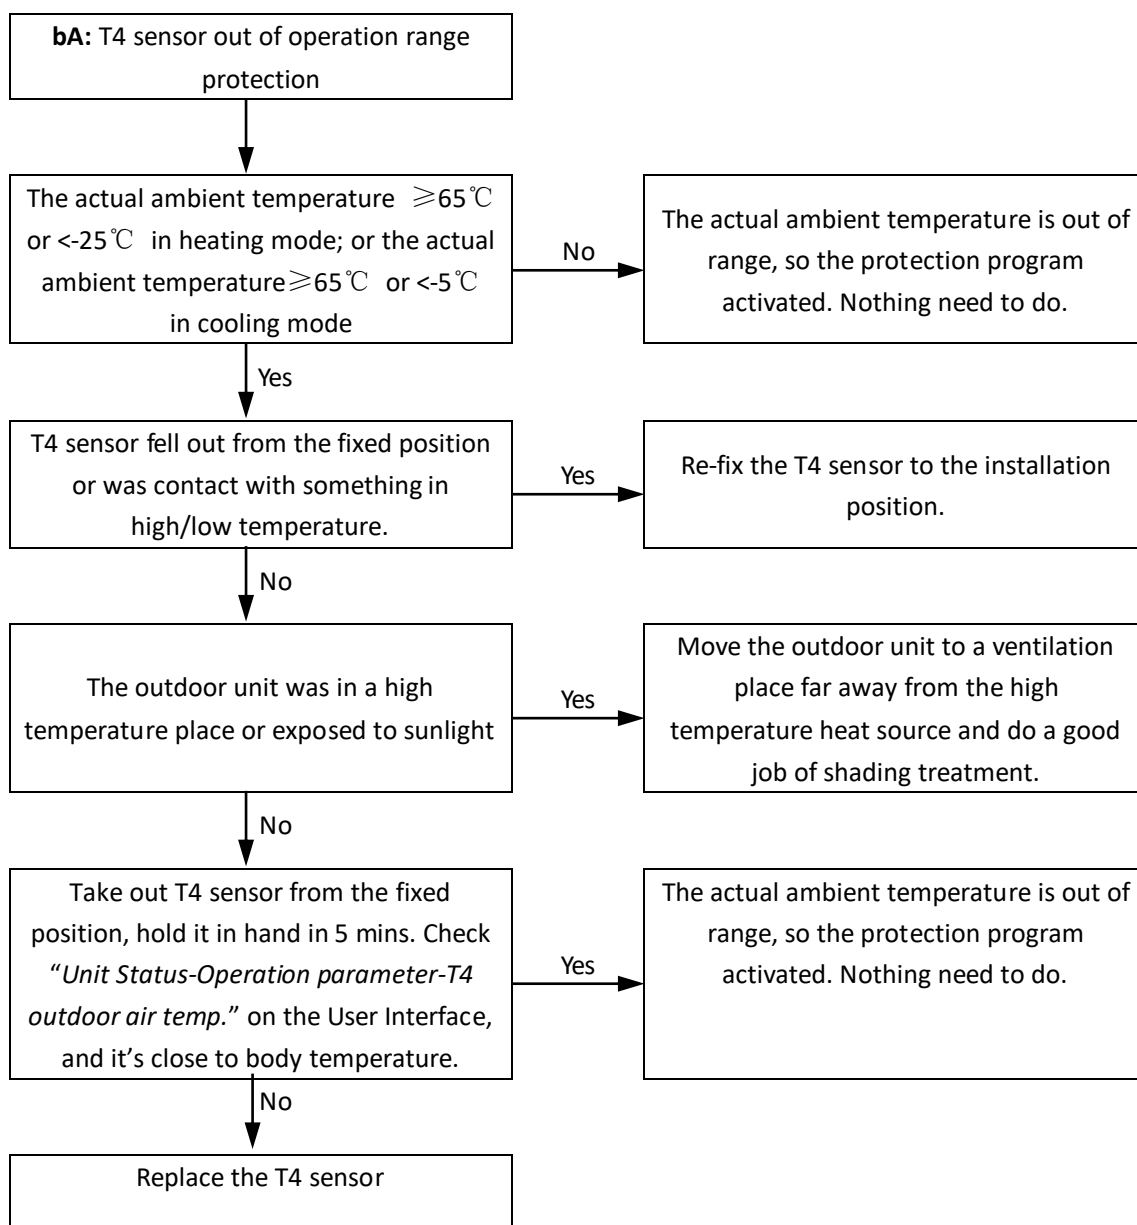 bA: T4 sensor out of operation range
protection
The actual ambient temperature ≥65℃
or <-25℃ in heating mode; or the actual
ambient temperature≥65℃ or <-5℃
in cooling mode
No
The actual ambient temperature is out of
range, so the protection program
activated. Nothing need to do.
Yes
T4 sensor fell out from the fixed position
or was contact with something in
high/low temperature.
Yes
Re-fix the T4 sensor to the installation
position.
No
The outdoor unit was in a high
temperature place or exposed to sunlight
Yes
Move the outdoor unit to a ventilation
place far away from the high
temperature heat source and do a good
job of shading treatment.
No
Take out T4 sensor from the fixed
position, hold it in hand in 5 mins. Check
“Unit Status-Operation parameter-T4
outdoor air temp.” on the User Interface,
and it’s close to body temperature.
Yes
The actual ambient temperature is out of
range, so the protection program
activated. Nothing need to do.
No
Replace the T4 sensor